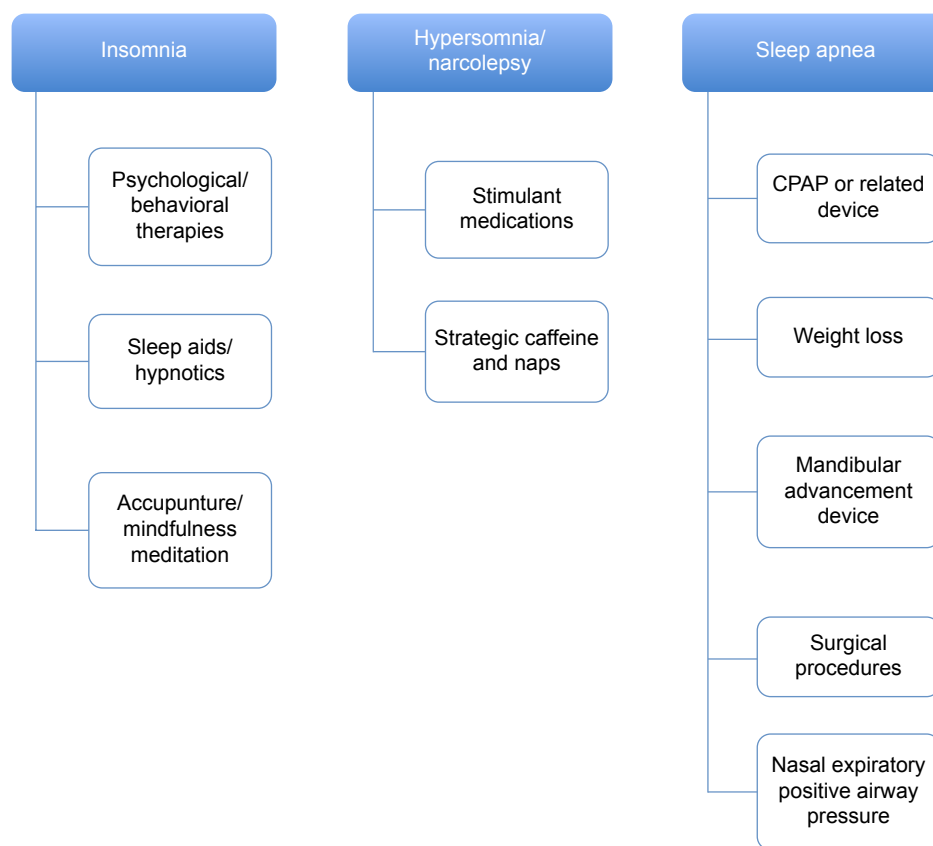 Insomnia
Psychological/
behavioral
therapies
Sleep aids/
hypnotics
Accupunture/
mindfulness
meditation
Hypersomnia/
narcolepsy
Stimulant
medications
Strategic caffeine
and naps
Sleep apnea
CPAP or related
device
Weight loss
Mandibular
advancement
device
Surgical
procedures
Nasal expiratory
positive airway
pressure